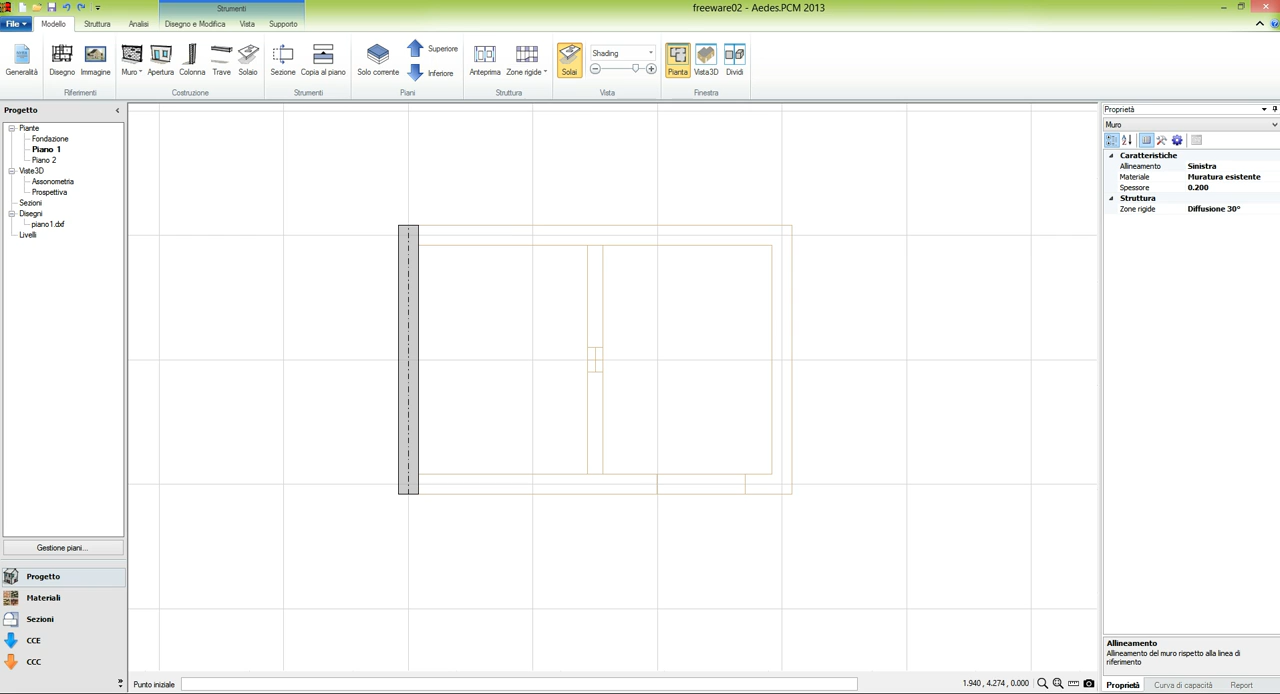 freeware02 - Aedes.PCM 2013
Strumenti
File
Modello
Struttura
Analisi
Disegno e Modifica
Vista
Supporto
Generalità
Disegno
Immagine
Muro
Apertura
Colonna
Trave
Solaio
Sezione
Copia al piano
Solo corrente
Superiore
Inferiore
Anteprima
Zone rigide
Solai
Shading
Pianta
Vista3D
Dividi
Riferimenti
Costruzione
Strumenti
Piani
Struttura
Vista
Finestra
Progetto
Piante
Fondazione
Piano 1
Piano 2
Viste3D
Assonometria
Prospettiva
Sezioni
Disegni
piano1.dxf
Livelli
Gestione piani...
Progetto
Materiali
Sezioni
CCE
CCC
Punto iniziale
1.940 , 4.274 , 0.000
Proprietà
Muro
Caratteristiche
Allineamento Sinistra
Materiale Muratura esistente
Spessore 0.200
Struttura
Zone rigide Diffusione 30°
Allineamento
Allineamento del muro rispetto alla linea di
riferimento
Proprietà
Curva di capacità
Report